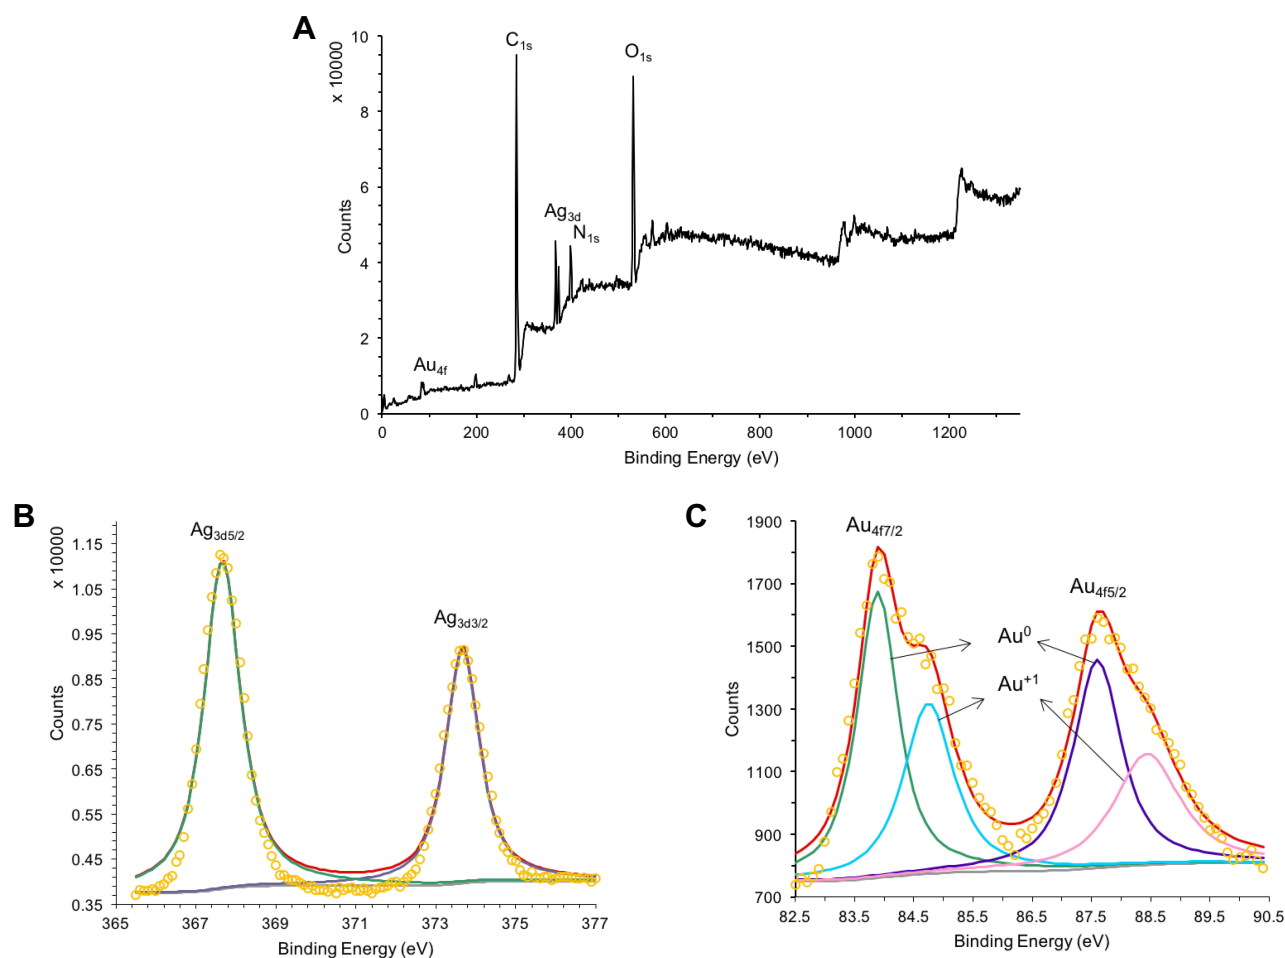 A
x 10000
Counts
10
8
6
4
2
0
C1s
O1s
Ag3d
N1s
Au4f
0 200 400 600 800 1000 1200
Binding Energy (eV)
B
x 10000
Counts
1.15
1.05
0.95
0.85
0.75
0.65
0.55
0.45
0.35
Ag3d5/2
Ag3d3/2
365 367 369 371 373 375 377
Binding Energy (eV)
C
Counts
1900
1700
1500
1300
1100
900
700
Au4f7/2
Au4f5/2
Au0
Au+1
82.5 83.5 84.5 85.5 86.5 87.5 88.5 89.5 90.5
Binding Energy (eV)